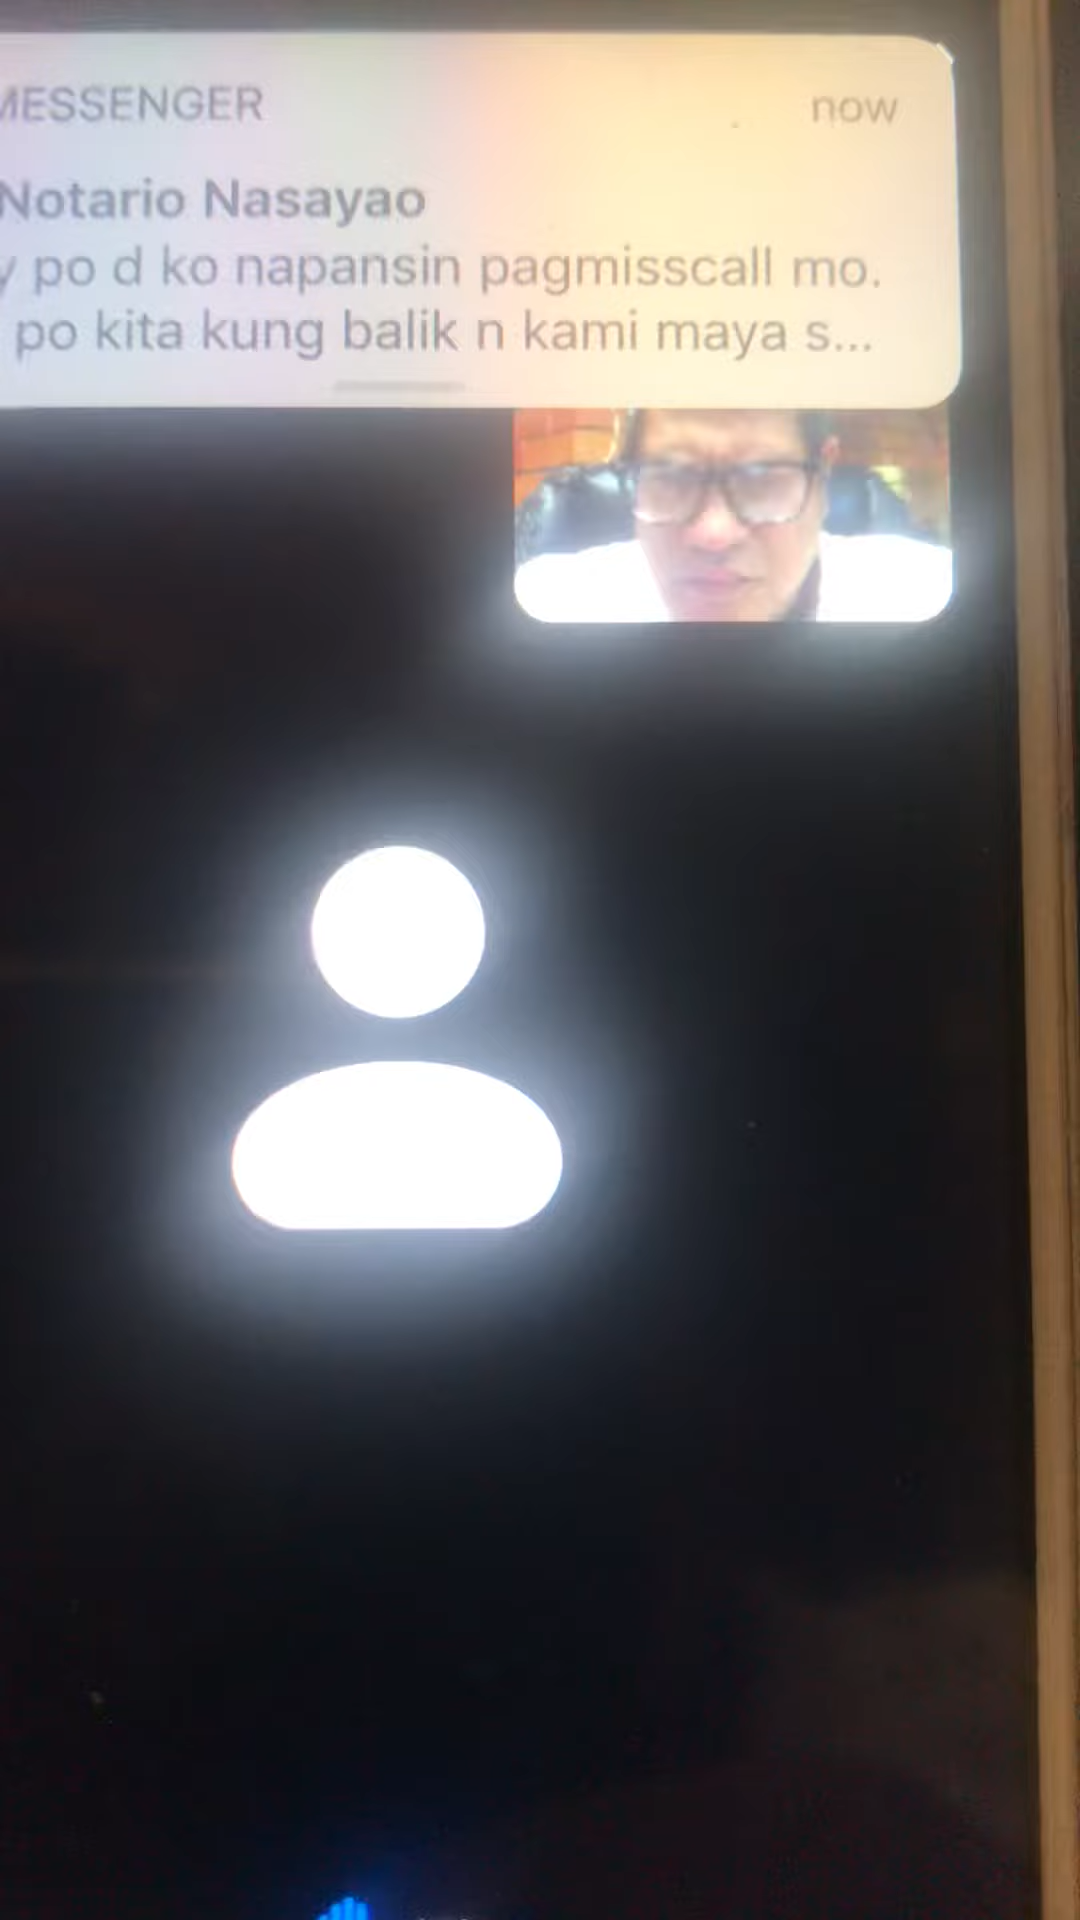 MESSENGER now
Notario Nasayao
po d ko napansin pagmisscall mo.
po kita kung balik n kami maya s...